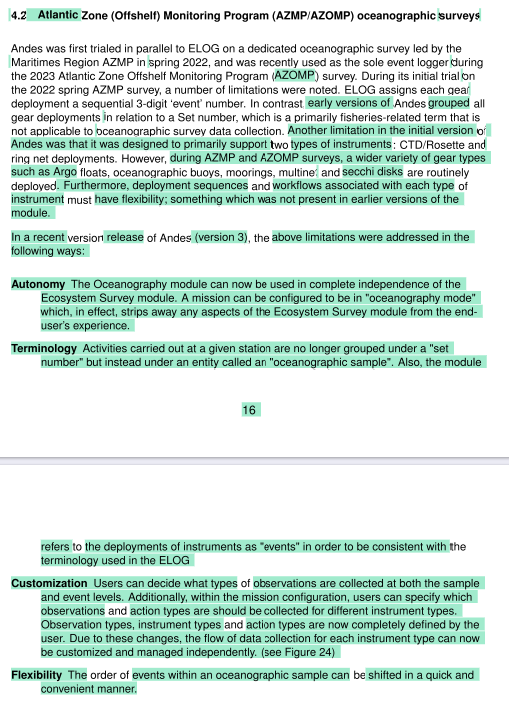 4.2 Atlantic Zone (Offshelf) Monitoring Program (AZMP/AZOMP) oceanographic surveys
Andes was first trialed in parallel to ELOG on a dedicated oceanographic survey led by the
Maritimes Region AZMP in spring 2022, and was recently used as the sole event logger during
the 2023 Atlantic Zone Offshelf Monitoring Program (AZOMP) survey. During its initial trial on
the 2022 spring AZMP survey, a number of limitations were noted. ELOG assigns each gear
deployment a sequential 3-digit 'event' number. In contrast early versions of Andes grouped all
gear deployments in relation to a Set number, which is a primarily fisheries-related term that is
not applicable to oceanographic survey data collection. Another limitation in the initial version of
Andes was that it was designed to primarily support two types of instruments: CTD/Rosette and
ring net deployments. However, during AZMP and AZOMP surveys, a wider variety of gear types
such as Argo floats, oceanographic buoys, moorings, multinet and secchi disks are routinely
deployed. Furthermore, deployment sequences and workflows associated with each type of
instrument must have flexibility; something which was not present in earlier versions of the
module.
In a recent version release of Andes (version 3), the above limitations were addressed in the
following ways:
Autonomy The Oceanography module can now be used in complete independence of the
Ecosystem Survey module. A mission can be configured to be in "oceanography mode"
which, in effect, strips away any aspects of the Ecosystem Survey module from the end-
user's experience.
Terminology Activities carried out at a given station are no longer grouped under a "set
number" but instead under an entity called an "oceanographic sample". Also, the module
16
refers to the deployments of instruments as "events" in order to be consistent with the
terminology used in the ELOG
Customization Users can decide what types of observations are collected at both the sample
and event levels. Additionally, within the mission configuration, users can specify which
observations and action types are should be collected for different instrument types.
Observation types, instrument types and action types are now completely defined by the
user. Due to these changes, the flow of data collection for each instrument type can now
be customized and managed independently. (see Figure 24)
Flexibility The order of events within an oceanographic sample can be shifted in a quick and
convenient manner.